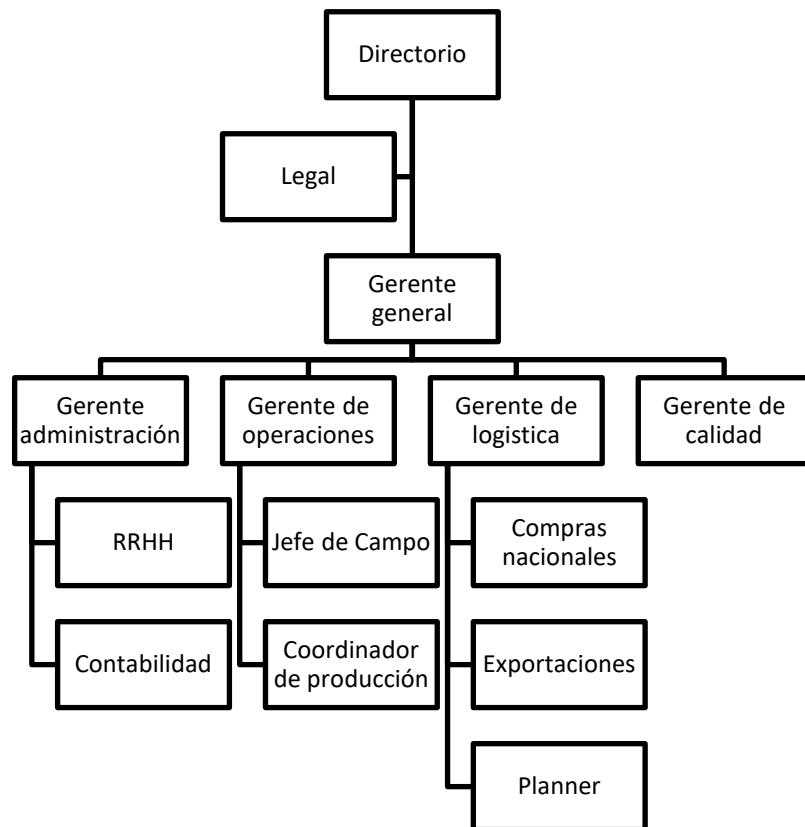 Directorio
Legal
Gerente
general
Gerente
administración
Gerente de
operaciones
Gerente de
logistica
Gerente de
calidad
RRHH
Jefe de Campo
Compras
nacionales
Contabilidad
Coordinador
de producción
Exportaciones
Planner